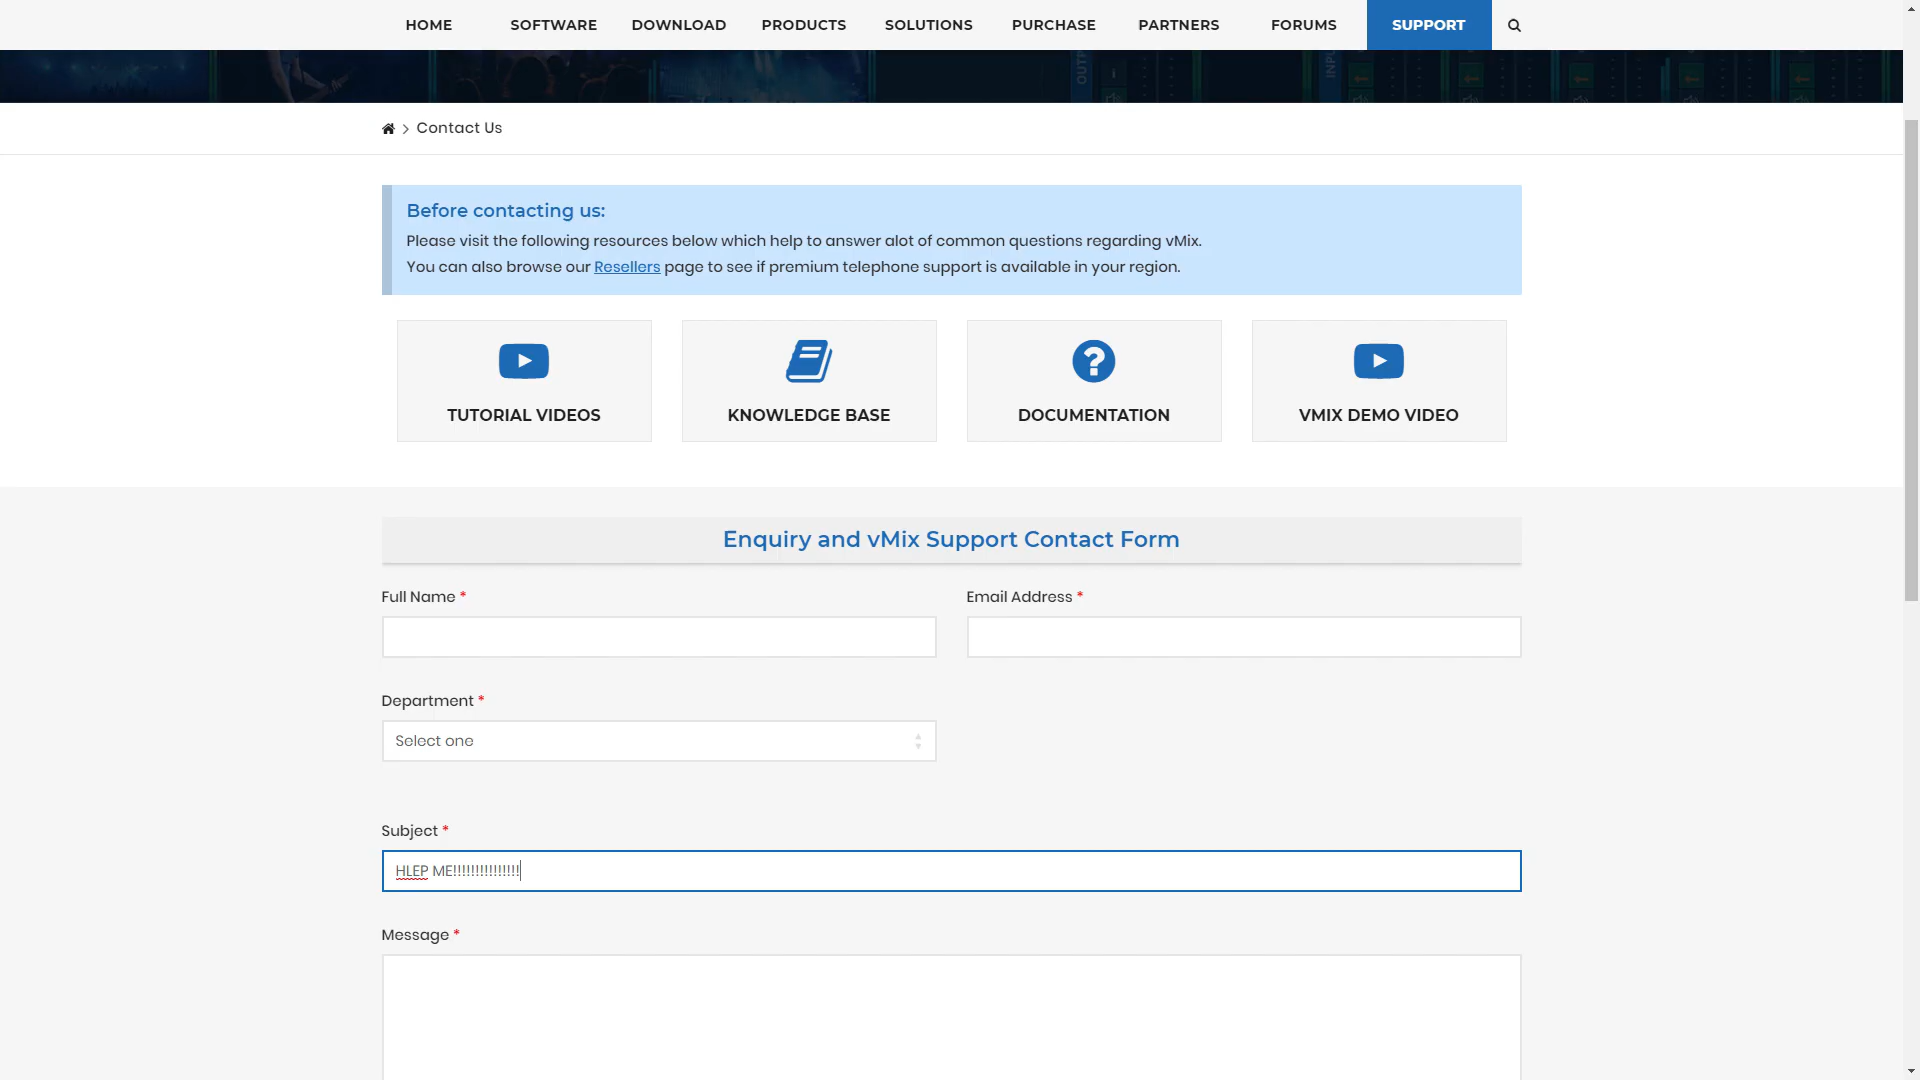 HOME SOFTWARE DOWNLOAD PRODUCTS SOLUTIONS PURCHASE PARTNERS FORUMS SUPPORT
OUTP
INPU
Contact Us
Before contacting us:
Please visit the following resources below which help to answer alot of common questions regarding vMix.
You can also browse our Resellers page to see if premium telephone support is available in your region.
TUTORIAL VIDEOS KNOWLEDGE BASE DOCUMENTATION VMIX DEMO VIDEO
Enquiry and vMix Support Contact Form
Full Name * Email Address *
Department *
Select one
Subject *
HLEP ME!!!!!!!!!!!!!!!
Message *